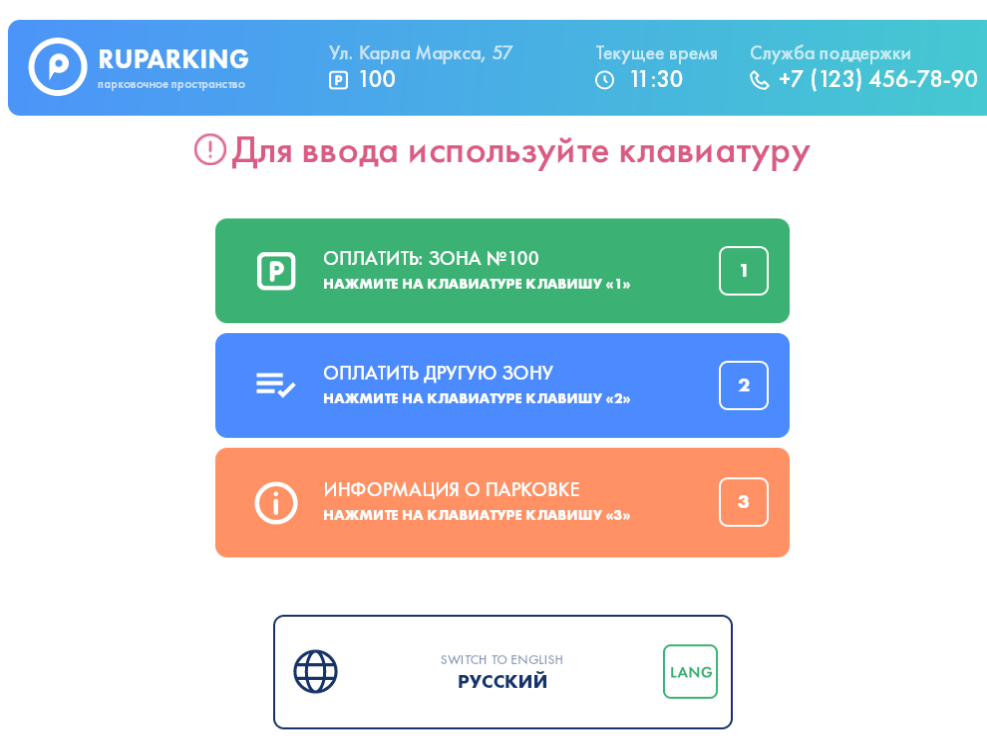 RUPARKING
парковочное пространство
Ул. Карла Маркса, 57
P 100
Текущее время
11:30
Служба поддержки
+7 (123) 456-78-90
Для ввода используйте клавиатуру
P
ОПЛАТИТЬ: ЗОНА №100
НАЖМИТЕ НА КЛАВИАТУРЕ КЛАВИШУ «1»
1
ОПЛАТИТЬ ДРУГУЮ ЗОНУ
НАЖМИТЕ НА КЛАВИАТУРЕ КЛАВИШУ «2»
2
ИНФОРМАЦИЯ О ПАРКОВКЕ
НАЖМИТЕ НА КЛАВИАТУРЕ КЛАВИШУ «3»
3
SWITCH TO ENGLISH
РУССКИЙ
LANG